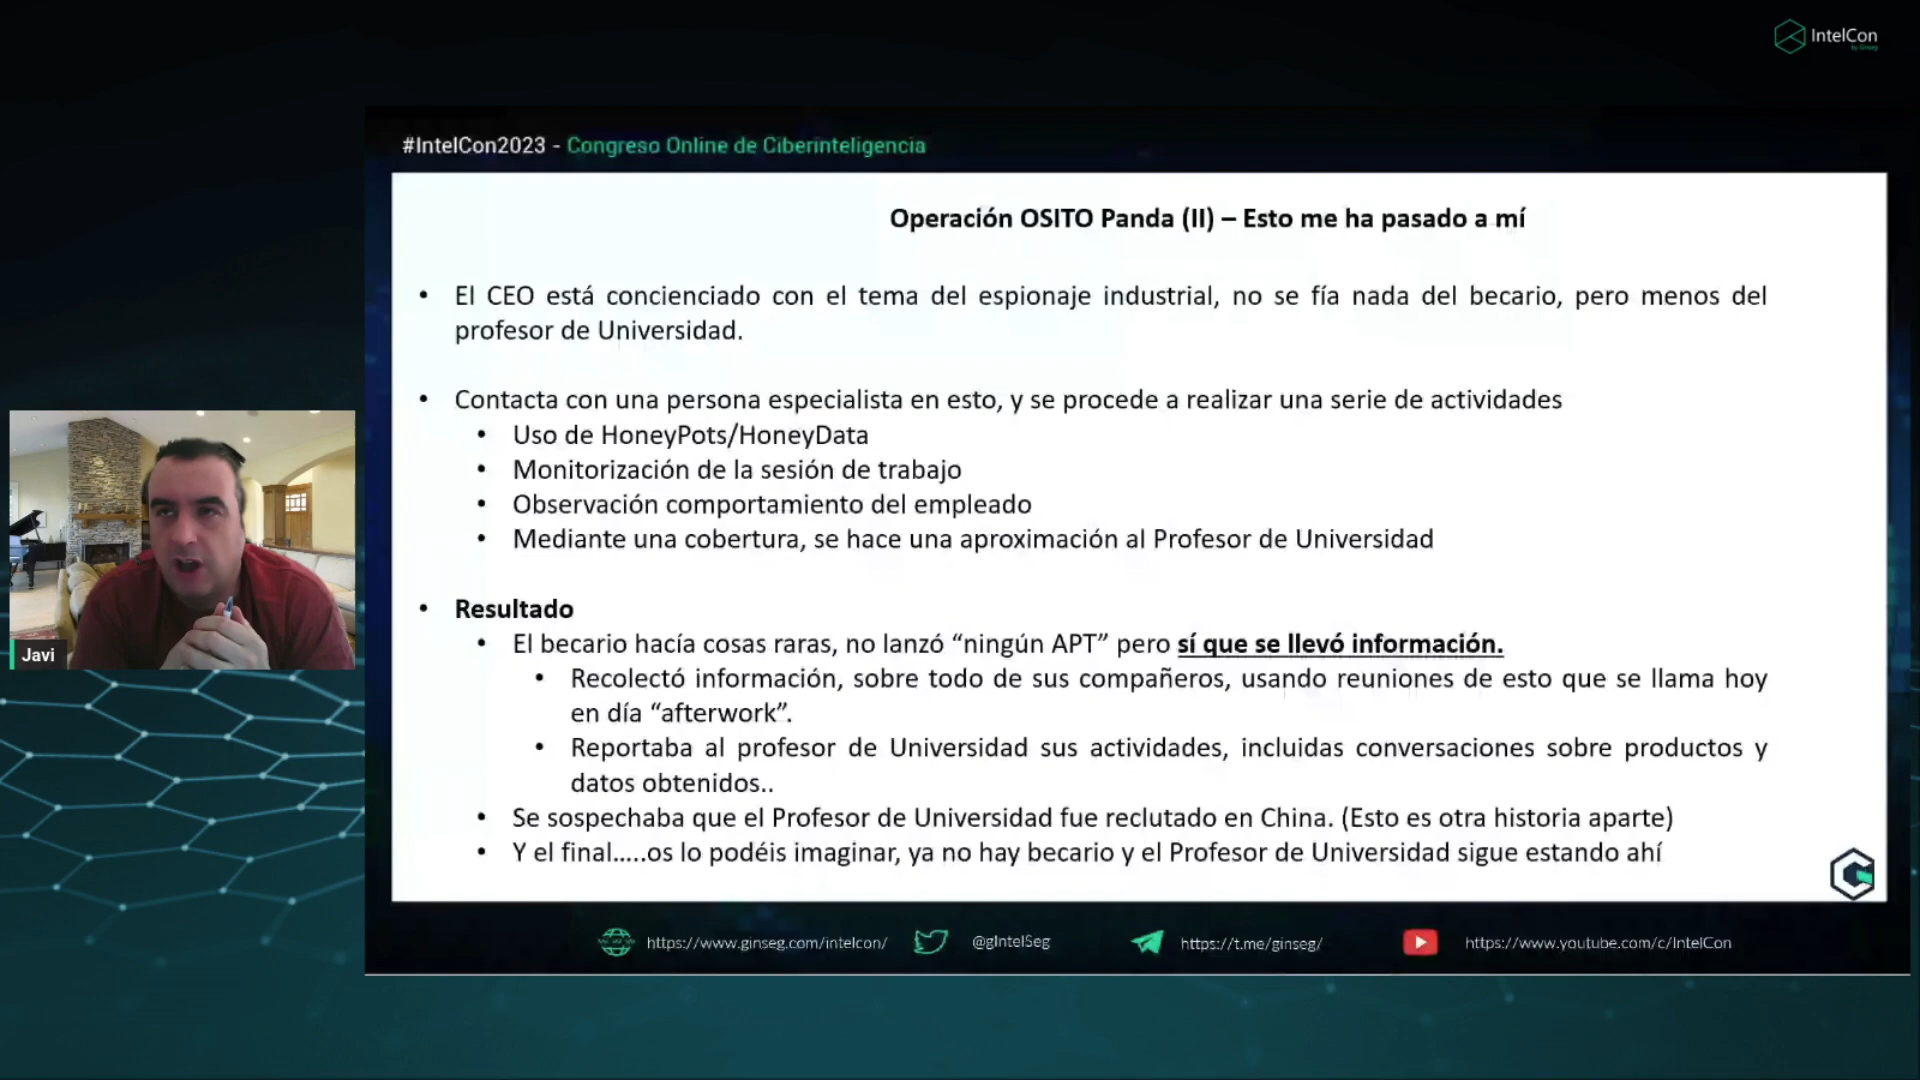 IntelCon
by Ginseg
#IntelCon2023 - Congreso Online de Ciberinteligencia
Operación OSITO Panda (II) – Esto me ha pasado a mí
• El CEO está concienciado con el tema del espionaje industrial, no se fía nada del becario, pero menos del
profesor de Universidad.
• Contacta con una persona especialista en esto, y se procede a realizar una serie de actividades
• Uso de HoneyPots/HoneyData
• Monitorización de la sesión de trabajo
• Observación comportamiento del empleado
• Mediante una cobertura, se hace una aproximación al Profesor de Universidad
• Resultado
• El becario hacía cosas raras, no lanzó “ningún APT” pero sí que se llevó información.
• Recolectó información, sobre todo de sus compañeros, usando reuniones de esto que se llama hoy
en día “afterwork”.
• Reportaba al profesor de Universidad sus actividades, incluidas conversaciones sobre productos y
datos obtenidos..
• Se sospechaba que el Profesor de Universidad fue reclutado en China. (Esto es otra historia aparte)
• Y el final…..os lo podéis imaginar, ya no hay becario y el Profesor de Universidad sigue estando ahí
Javi
https://www.ginseg.com/intelcon/
@gIntelSeg
https://t.me/ginseg/
https://www.youtube.com/c/IntelCon